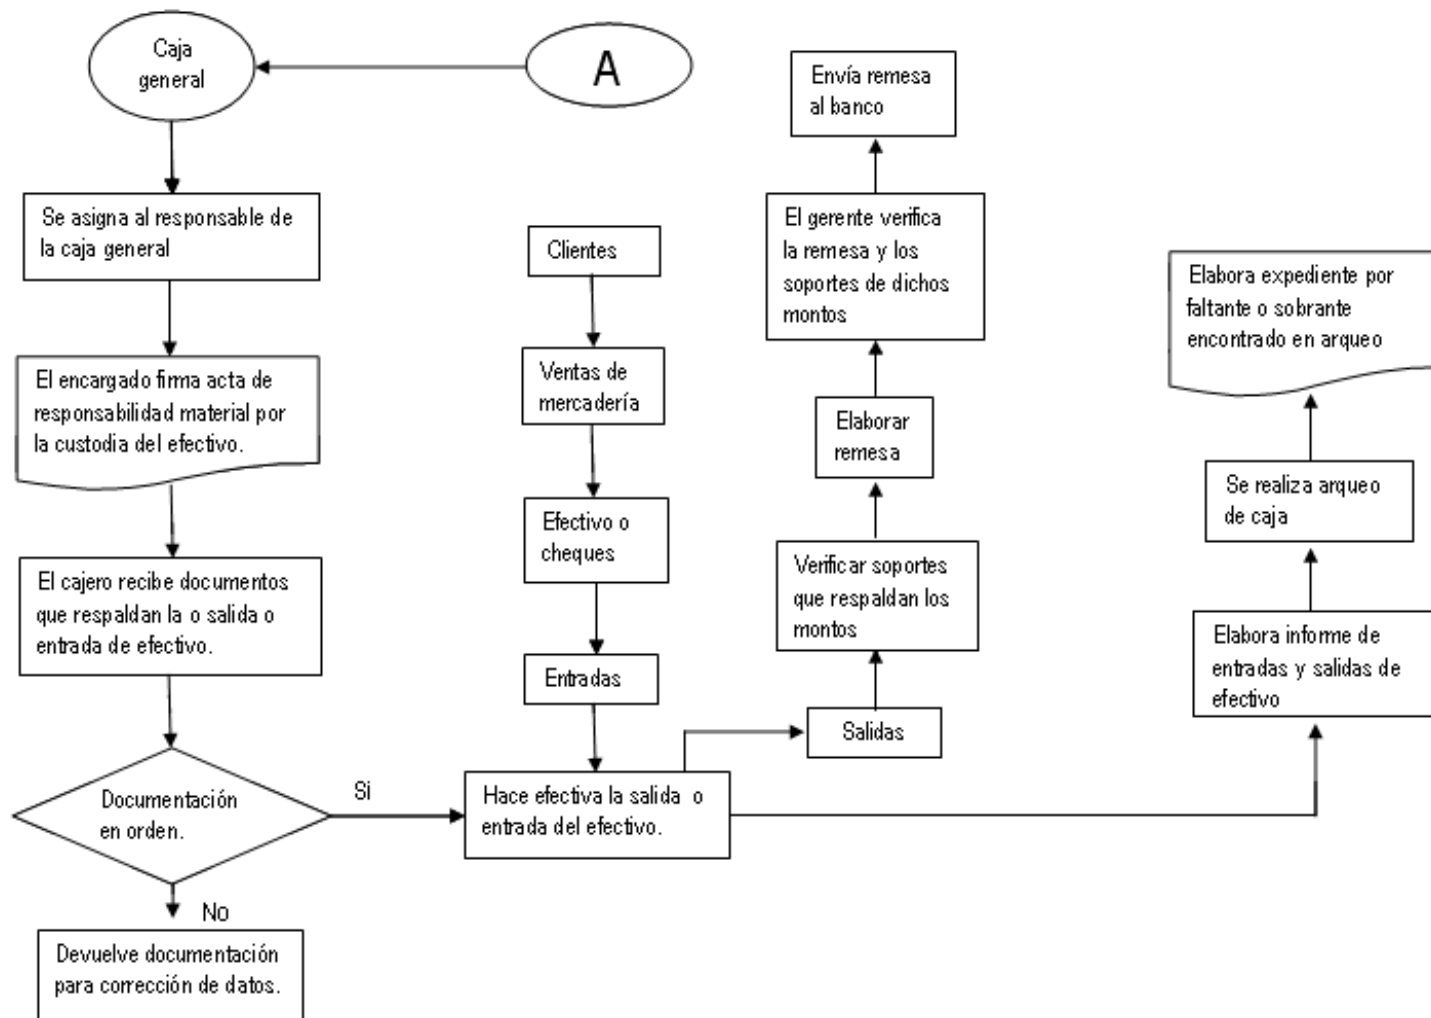 Caja
general
A
Se asigna al responsable de
la caja general
El encargado firma acta de
responsabilidad material por
la custodia del efectivo.
El cajero recibe documentos
que respaldan la o salida o
entrada de efectivo.
Documentación
en orden.
Si
No
Devuelve documentación
para corrección de datos.
Clientes
Ventas de
mercadería
Efectivo o
cheques
Entradas
Hace efectiva la salida o
entrada del efectivo.
Salidas
Verificar soportes
que respaldan los
montos
Elaborar
remesa
El gerente verifica
la remesa y los
soportes de dichos
montos
Envía remesa
al banco
Elabora informe de
entradas y salidas de
efectivo
Se realiza arqueo
de caja
Elabora expediente por
faltante o sobrante
encontrado en arqueo